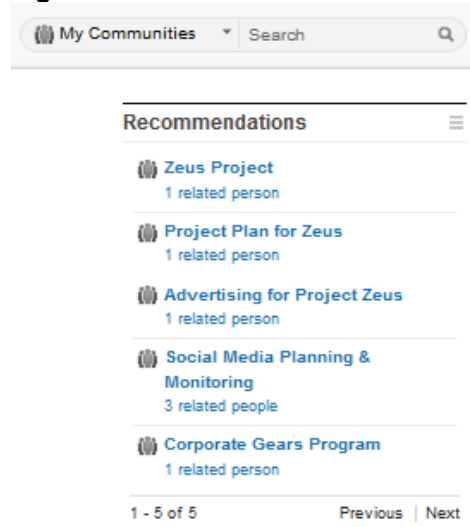 My Communities Search
Recommendations
Zeus Project
1 related person
Project Plan for Zeus
1 related person
Advertising for Project Zeus
1 related person
Social Media Planning &
Monitoring
3 related people
Corporate Gears Program
1 related person
1 - 5 of 5 Previous | Next